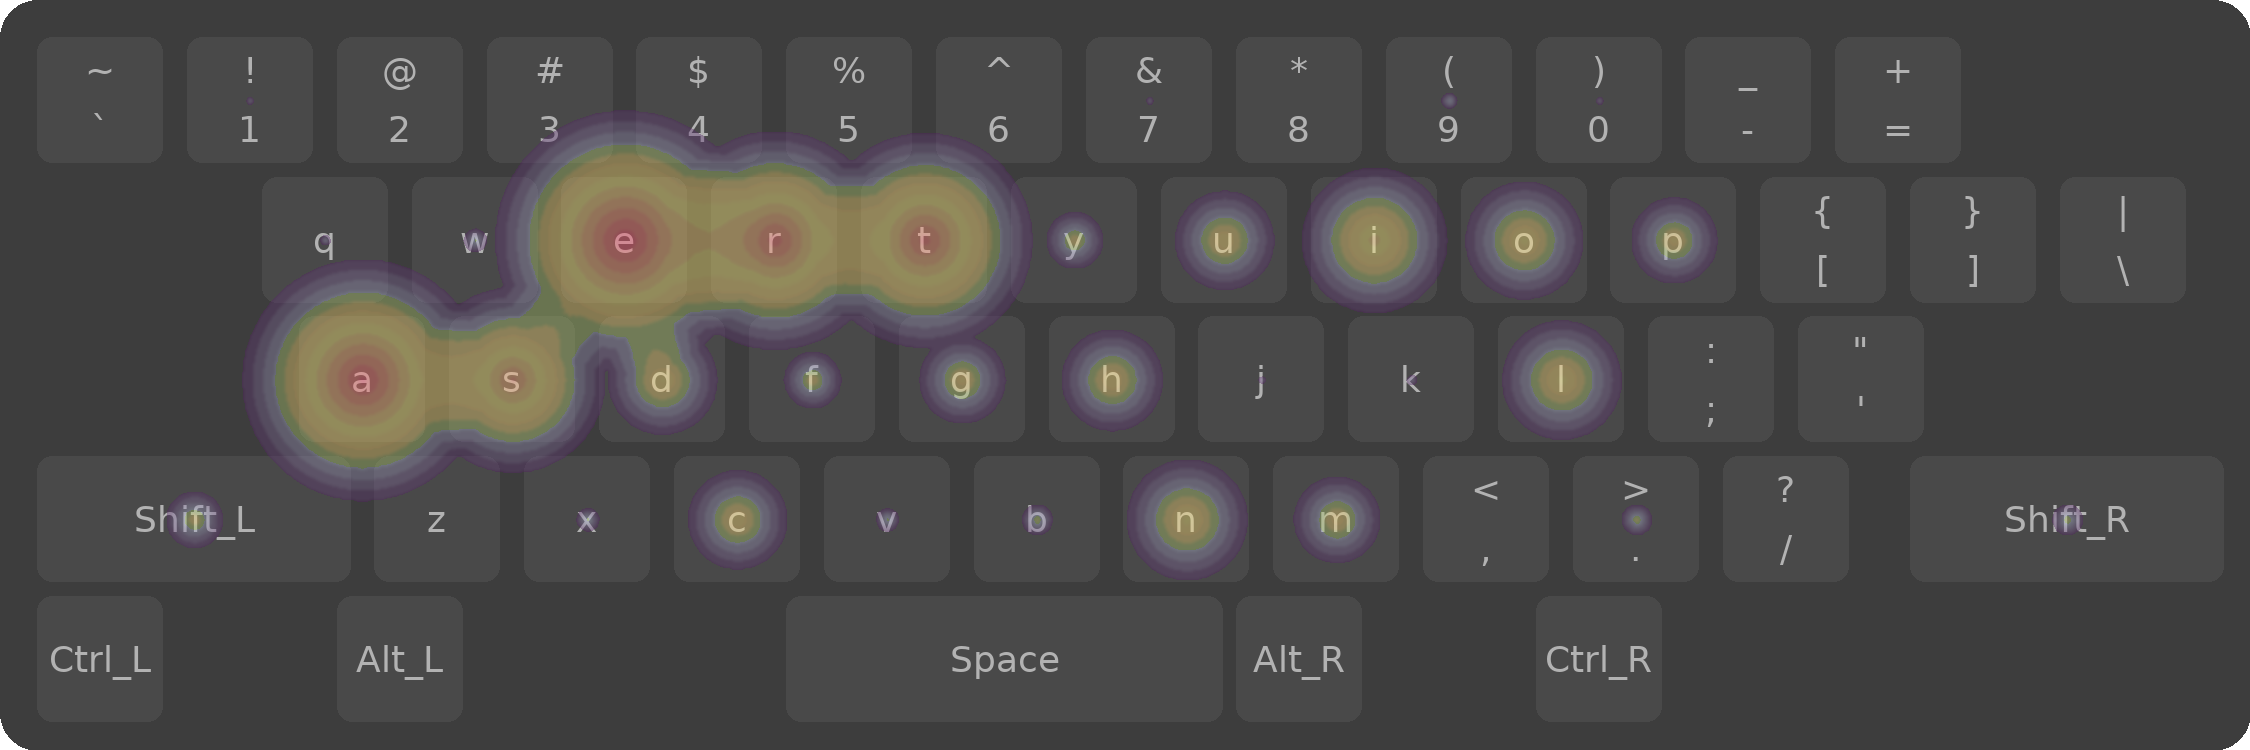 ~ ! @ # $ % ^ & * ( ) _ +
` 1 2 3 4 5 6 7 8 9 0 - =
q w e r t y u i o p { } |
[ ] \
a s d f g h j k l : "
; '
Shift_L z x c v b n m < > ? Shift_R
, . /
Ctrl_L Alt_L Space Alt_R Ctrl_R